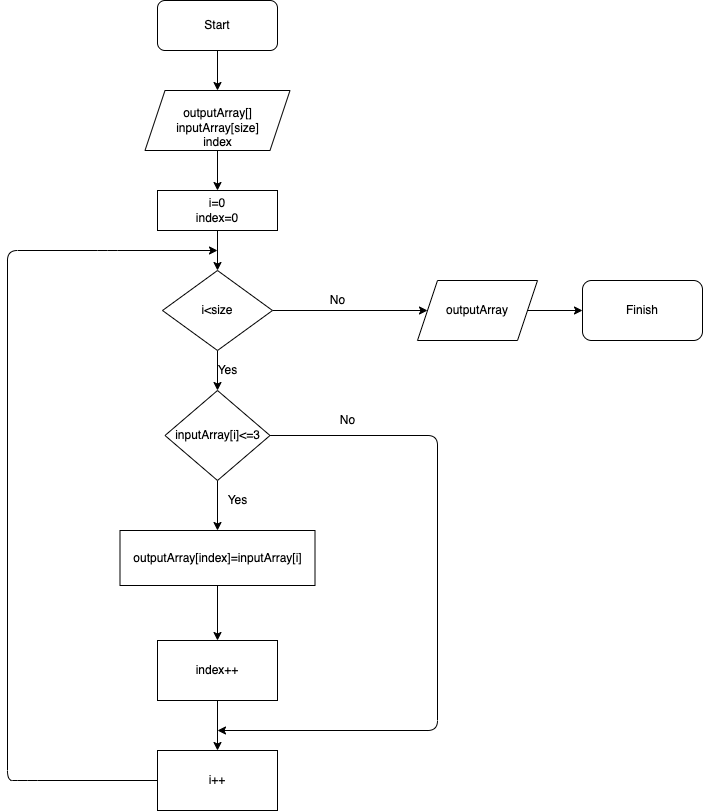 Start
outputArray[]
inputArray[size]
index
i=0
index=0
i<size
No
outputArray
Finish
Yes
inputArray[i]<=3
No
Yes
outputArray[index]=inputArray[i]
index++
i++